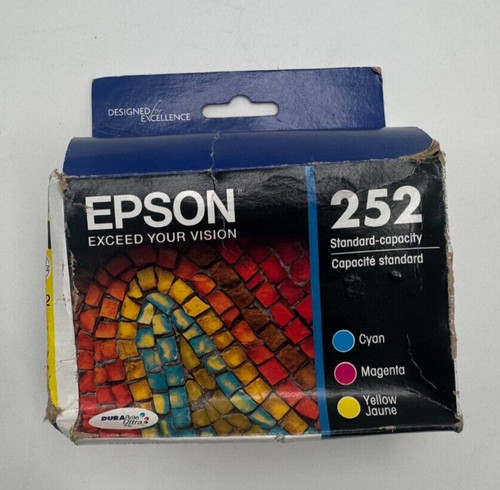 DESIGNED for
EXCELLENCE
EPSON
EXCEED YOUR VISION
252
Standard-capacity
Capacité standard
Cyan
Magenta
Yellow
Jaune
DURABrite
Ultra